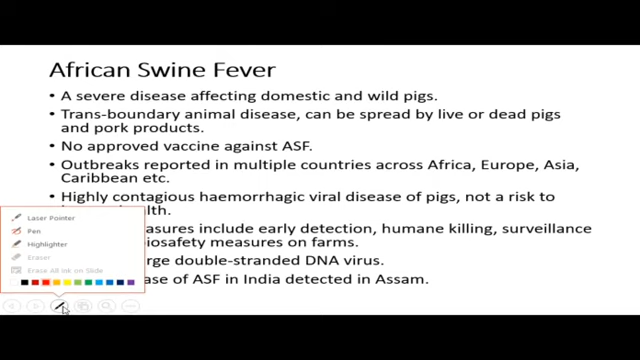 African Swine Fever
• A severe disease affecting domestic and wild pigs.
• Trans-boundary animal disease, can be spread by live or dead pigs
and pork products.
• No approved vaccine against ASF.
• Outbreaks reported in multiple countries across Africa, Europe, Asia,
Caribbean etc.
• Highly contagious haemorrhagic viral disease of pigs, not a risk to
health.
include early detection, humane killing, surveillance
biosafety measures on farms.
double-stranded DNA virus.
of ASF in India detected in Assam.
Laser Pointer
Pen
Highlighter
Eraser
Erase All Ink on Slide